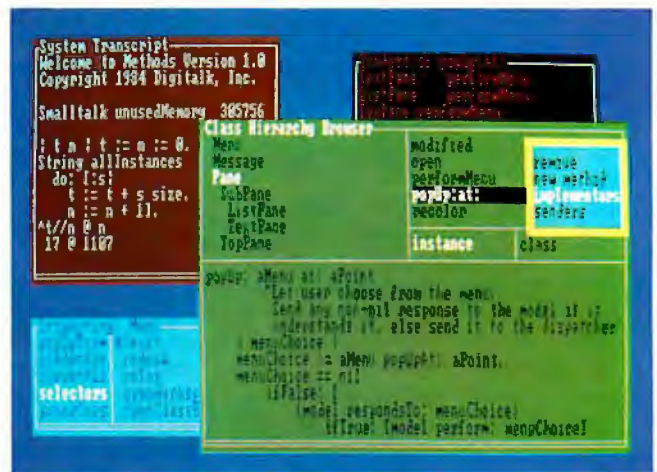 System Transcript
Welcome to Methods Version 1.0
Copyright 1984 Digitalk, Inc.
Smalltalk unusedMemory 305756
| t n | t := n := 0.
String allInstances
do: [:s|
t := t + s size.
n := n + 1].
^t//n @ n
17 @ 1107
Class Hierarchy Browser
Menu
Message
Pane
SubPane
ListPane
TextPane
TopPane
modified
open
performMenu
popUp:at:
recolor
instance
class
remove
new method
implementors
senders
popUp: aMenu at: aPoint
"Let user choose from the menu.
Send any non-nil response to the model if it
understands it, else send it to the dispatcher
| menuChoice |
menuChoice := aMenu popUpAt: aPoint.
menuChoice == nil
ifFalse: [
(model respondsTo: menuChoice)
ifTrue: [model perform: menuChoice]
selectors